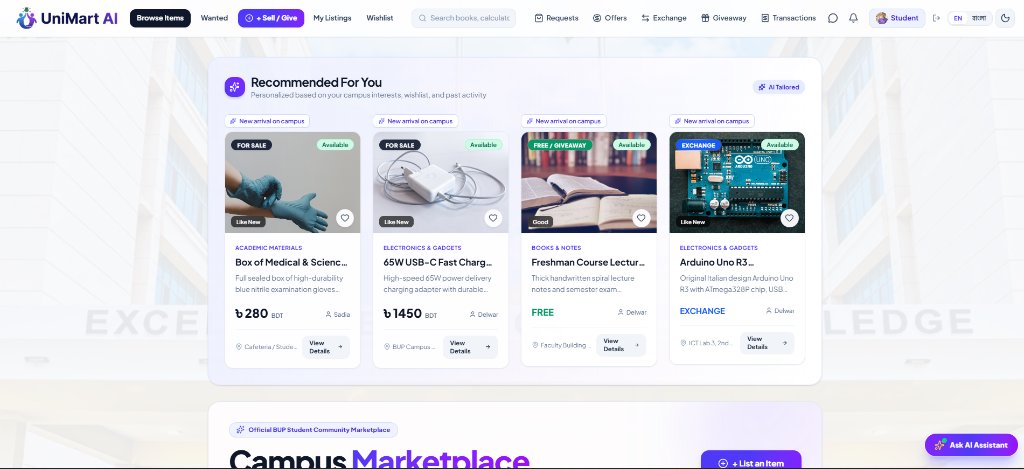 UniMart AI
Browse Items
Wanted
+ Sell / Give
My Listings
Wishlist
Search books, calculato
Requests
Offers
Exchange
Giveaway
Transactions
Student
EN
বাংলা
Recommended For You
Personalized based on your campus interests, wishlist, and past activity
AI Tailored
New arrival on campus
FOR SALE
Available
Like New
ACADEMIC MATERIALS
Box of Medical & Scienc...
Full sealed box of high-durability
blue nitrile examination gloves...
৳ 280 BDT
Sadia
Cafeteria / Stude...
View
Details
New arrival on campus
FOR SALE
Available
Like New
ELECTRONICS & GADGETS
65W USB-C Fast Charg...
High-speed 65W power delivery
charging adapter with durable...
৳ 1450 BDT
Delwar
BUP Campus ...
View
Details
New arrival on campus
FREE / GIVEAWAY
Available
Good
BOOKS & NOTES
Freshman Course Lectur...
Thick handwritten spiral lecture
notes and semester exam...
FREE
Delwar
Faculty Building ...
View
Details
New arrival on campus
EXCHANGE
Available
UNO
ARDUINO
Like New
ELECTRONICS & GADGETS
Arduino Uno R3...
Original Italian design Arduino Uno
R3 with ATmega328P chip, USB...
EXCHANGE
Delwar
ICT Lab 3, 2nd...
View
Details
EXCE
LEDGE
Official BUP Student Community Marketplace
Campus Marketplace
+ List an Item
Ask AI Assistant